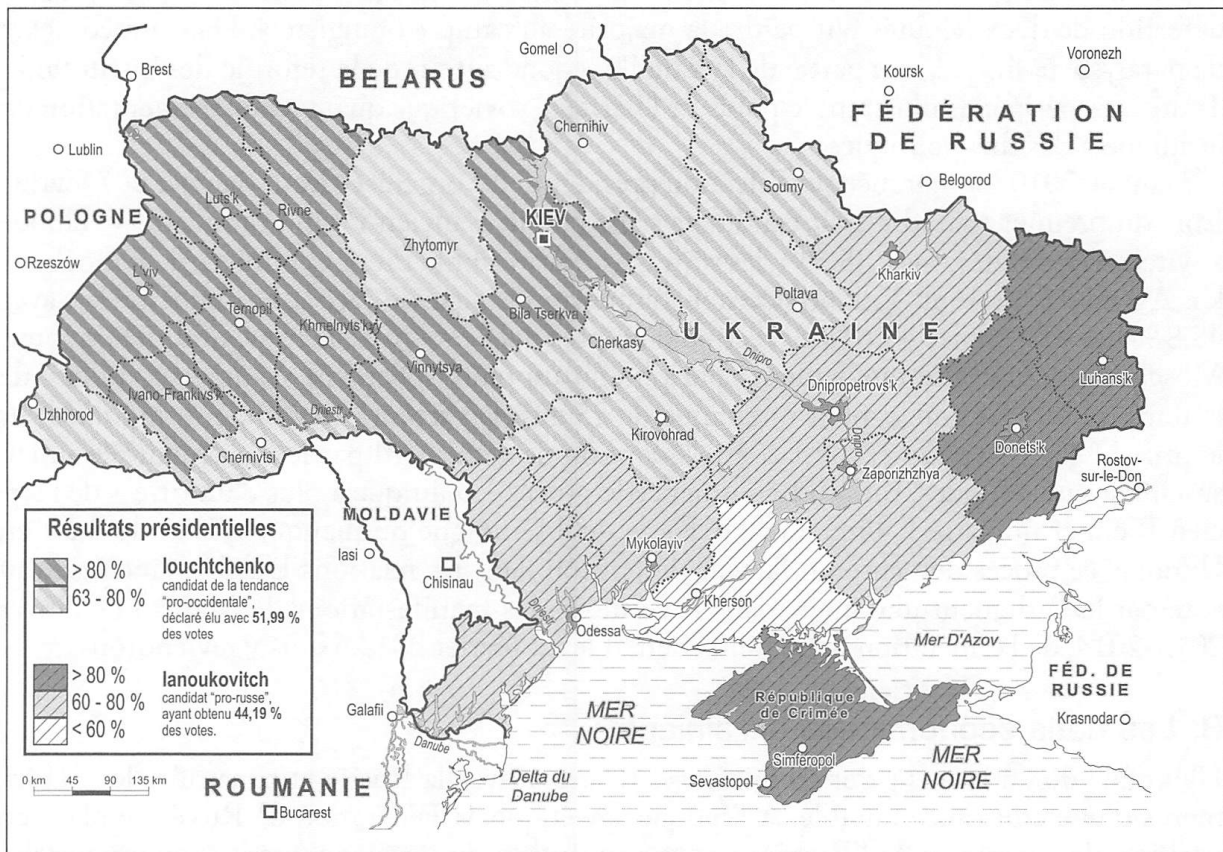 Brest
BELARUS
Gomel
Koursk
Voronezh
FÉDÉRATION
DE RUSSIE
Lublin
Chernihiv
Soumy
Belgorod
POLOGNE
Luts'k
Rivne
KIEV
Zhytomyr
Rzeszów
L'viv
Kharkiv
Ternopil
Khmelnyts'kyy
Bila Tserkva
Poltava
UKRAINE
Cherkasy
Dnipro
Vinnytsya
Luhans'k
Ivano-Frankivs'k
Dnipropetrovs'k
Uzhhorod
Dniestr
Kirovohrad
Donets'k
Chernivtsi
Dnipro
Zaporizhzhya
Rostov-
sur-le-Don
MOLDAVIE
Iasi
Chisinau
Mykolayiv
Kherson
Dniestr
Odessa
Mer D'Azov
FÉD. DE
RUSSIE
Krasnodar
République
de Crimée
Simferopol
Sevastopol
MER
NOIRE
MER
NOIRE
Galafii
Danube
Delta du
Danube
ROUMANIE
Bucarest
Résultats présidentielles
> 80 %
63 - 80 %
Iouchtchenko
candidat de la tendance
"pro-occidentale",
déclaré élu avec 51,99 %
des votes
> 80 %
60 - 80 %
< 60 %
Ianoukovitch
candidat "pro-russe",
ayant obtenu 44,19 %
des votes.
0 km 45 90 135 km